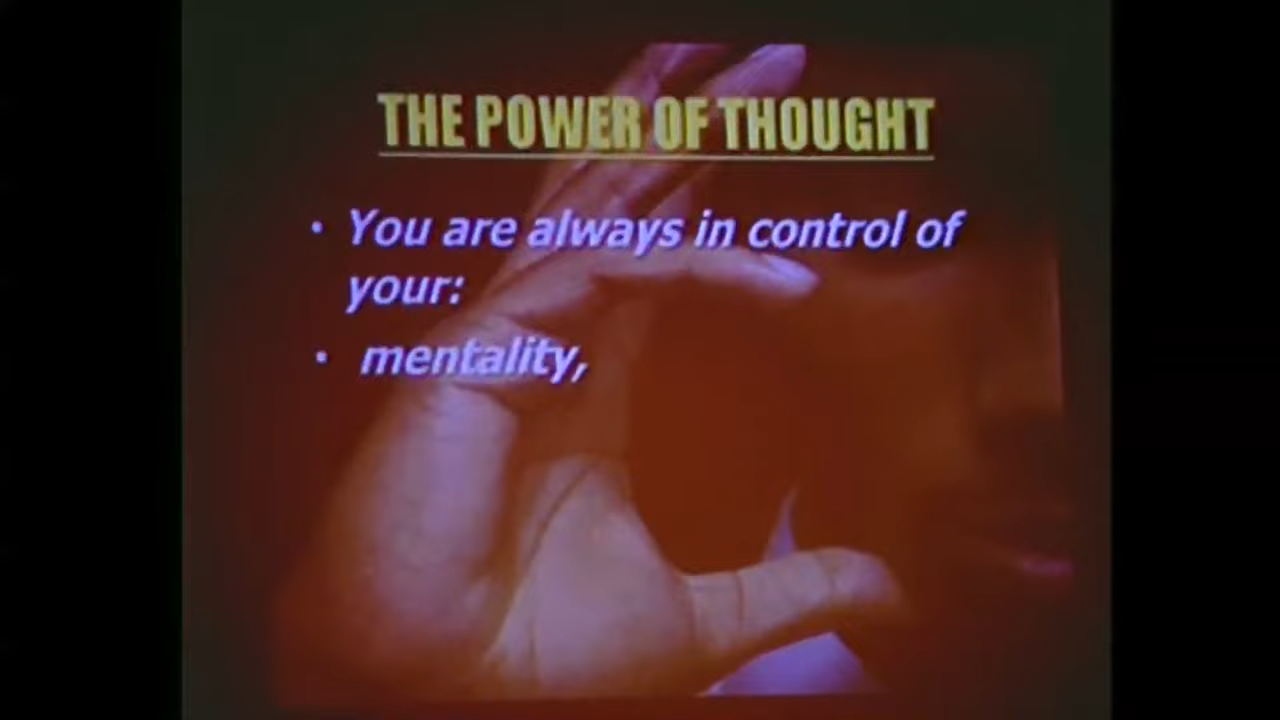 THE POWER OF THOUGHT
• You are always in control of
your:
• mentality,